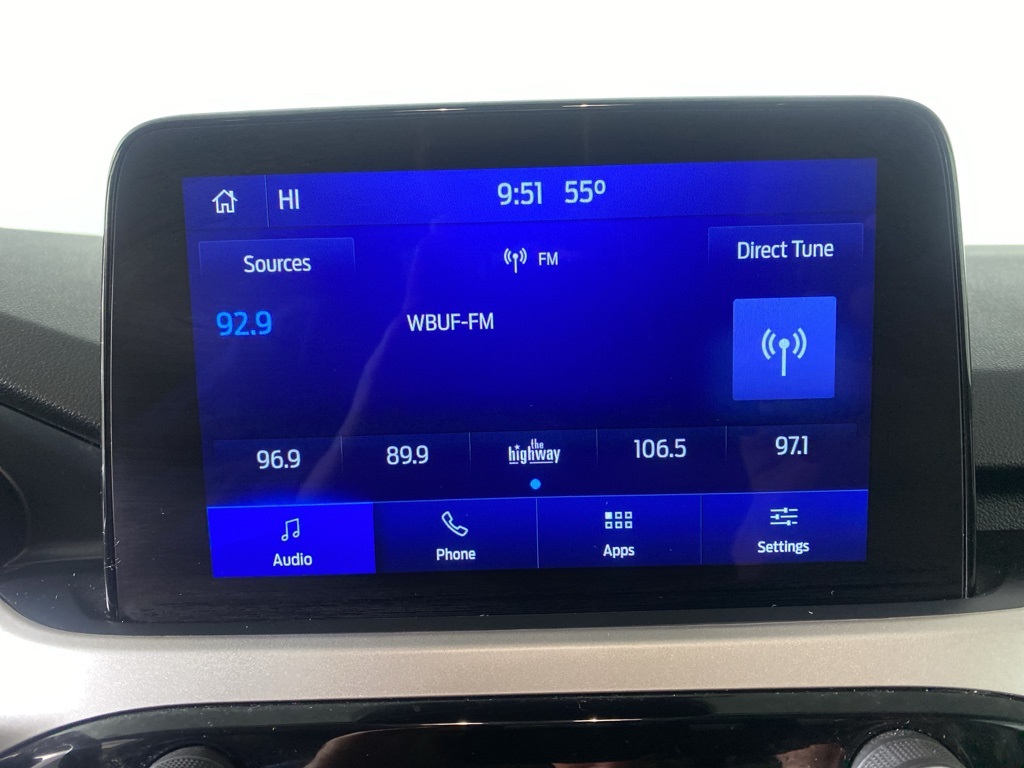 HI 9:51 55º
Sources FM Direct Tune
92.9 WBUF-FM
96.9 89.9 the highway 106.5 97.1
Audio Phone Apps Settings